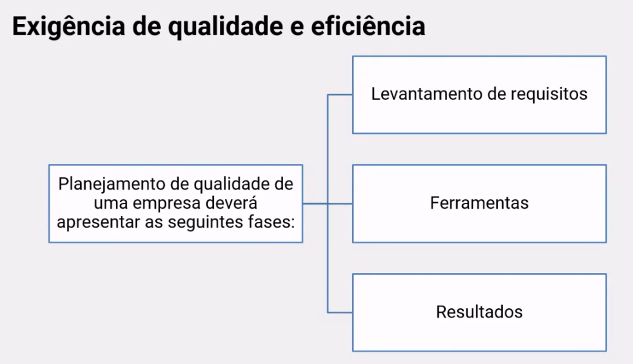 Exigência de qualidade e eficiência
Levantamento de requisitos
Planejamento de qualidade de
uma empresa deverá
apresentar as seguintes fases:
Ferramentas
Resultados